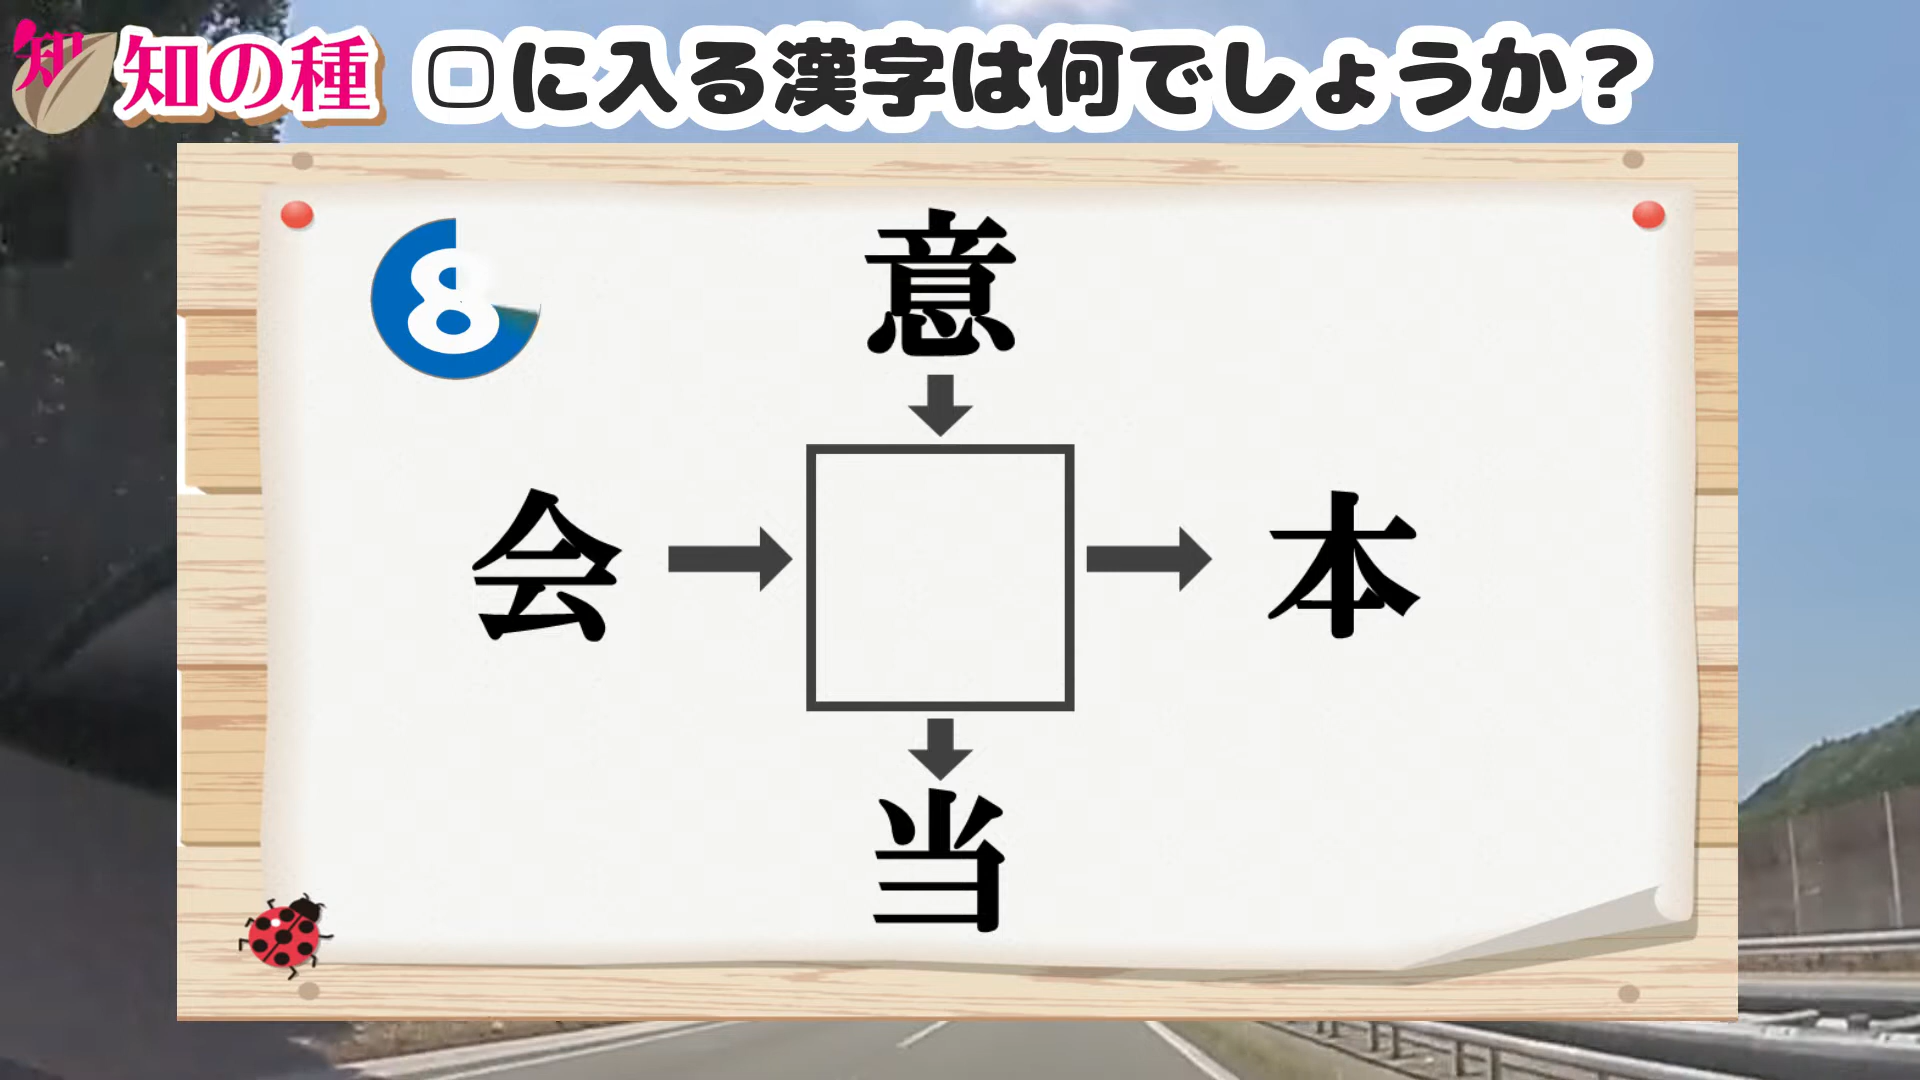 知 知の種 □に入る漢字は何でしょうか？
8
意
会
本
当